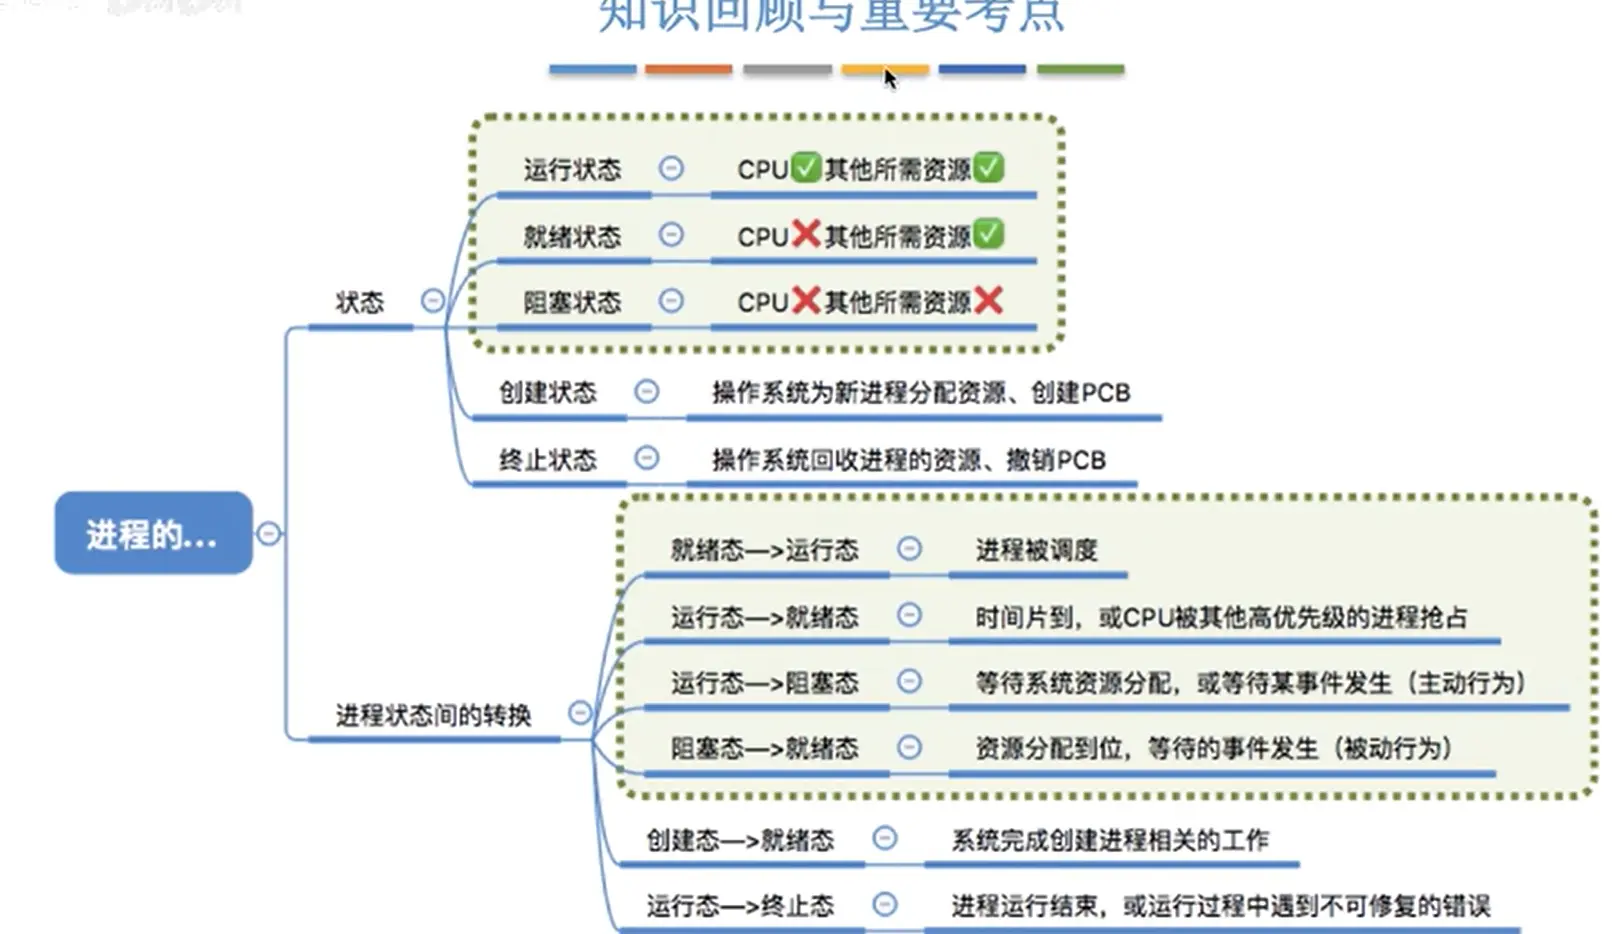 知识回顾与重要考点
运行状态 CPU✅其他所需资源✅
就绪状态 CPU❌其他所需资源✅
状态
阻塞状态 CPU❌其他所需资源❌
创建状态 操作系统为新进程分配资源、创建PCB
终止状态 操作系统回收进程的资源、撤销PCB
进程的...
就绪态—>运行态 进程被调度
运行态—>就绪态 时间片到，或CPU被其他高优先级的进程抢占
运行态—>阻塞态 等待系统资源分配，或等待某事件发生（主动行为）
进程状态间的转换
阻塞态—>就绪态 资源分配到位，等待的事件发生（被动行为）
创建态—>就绪态 系统完成创建进程相关的工作
运行态—>终止态 进程运行结束，或运行过程中遇到不可修复的错误